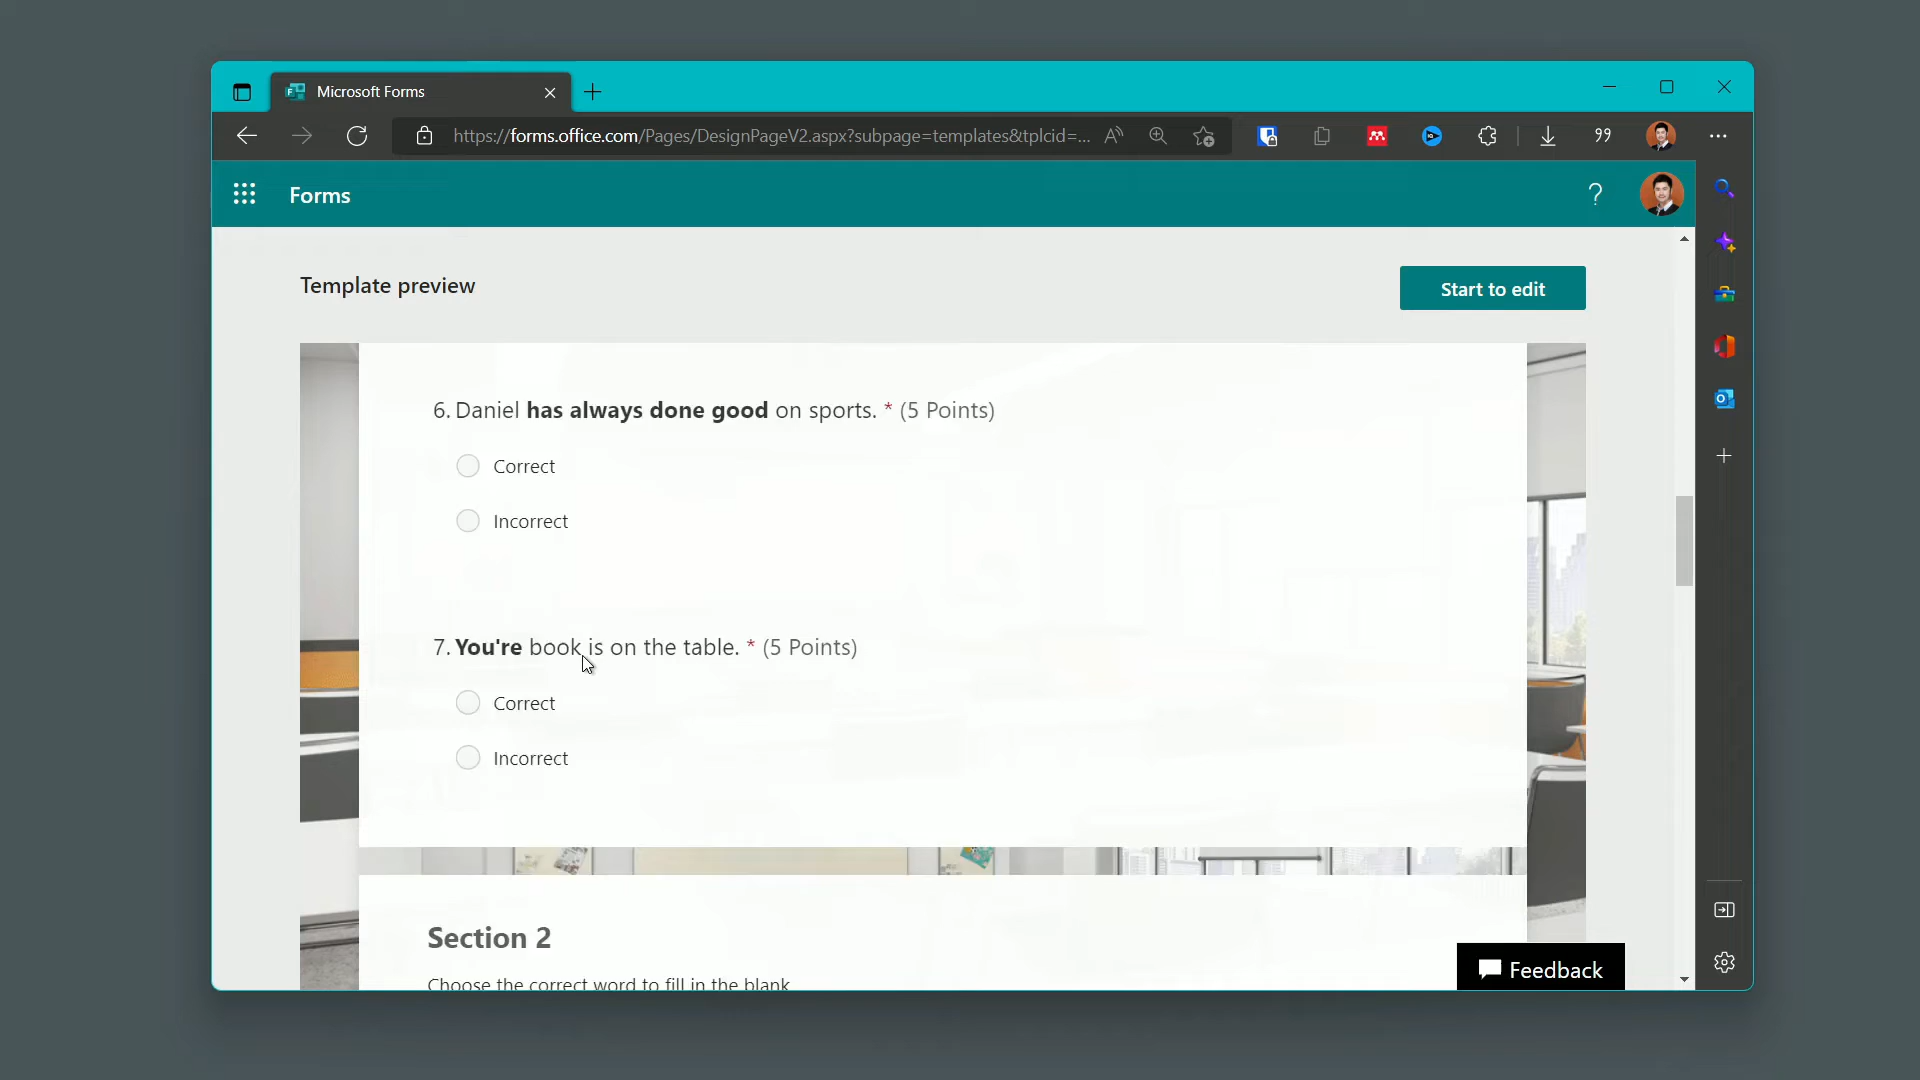 Microsoft Forms
https://forms.office.com/Pages/DesignPageV2.aspx?subpage=templates&tplcid=...
Forms
?
Template preview
Start to edit
6. Daniel has always done good on sports. * (5 Points)
Correct
Incorrect
7. You're book is on the table. * (5 Points)
Correct
Incorrect
Section 2
Choose the correct word to fill in the blank
Feedback